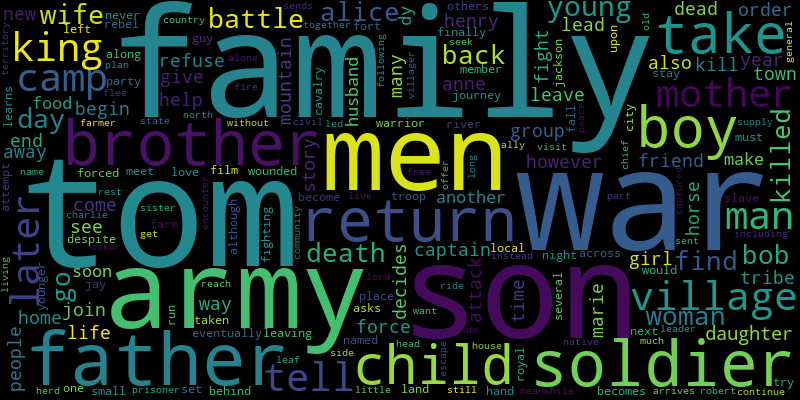 new
wife
battle
alice
dy
young
dead
order
never
rebel
others
territory
king
left
country
sends
together
fort
henry
lead
old
take
general
guy
refuse
back
finally
seek
jackson
upon
also
kill
year
along
plan
party
flee
mountain
cavalry
husband
many
following
villager
fight
stay
town
camp
give
alone
fire
family
member
anne
leave
peace
mother
learns
food
begin
help
journey
day
farmer
without
state
north
civil
led
warrior
river
group
fall
city
boy
supply
must
end
brother
men
ally
visit
chief
friend
make
killed
away
story
however
name
forced
meet
love
film
wounded
offer
long
attempt
tom
war
free
another
part
captured
slave
man
rest
become
live
troop
horse
come
charlie
sister
encounter
although
fighting
community
return
later
see
farm
including
despite
oskar
get
death
captain
local
night
across
sent
find
bob
soon
instead
girl
tribe
go
jay
army
reach
lord
decides
son
attack
time
would
living
younger
join
run
way
place
ride
several
marie
village
home
taken
asks
want
de
woman
life
eventually
leaving
force
named
next
leader
much
daughter
people
father
leaf
side
head
escape
house
royal
native
tell
child
soldier
herd
one
small
prisoner
set
behind
little
land
still
meanwhile
hand
becomes
arrives
robert
continue
try